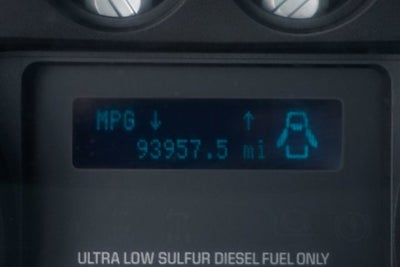 MPG ↓ ↑
93957.5 mi
ULTRA LOW SULFUR DIESEL FUEL ONLY